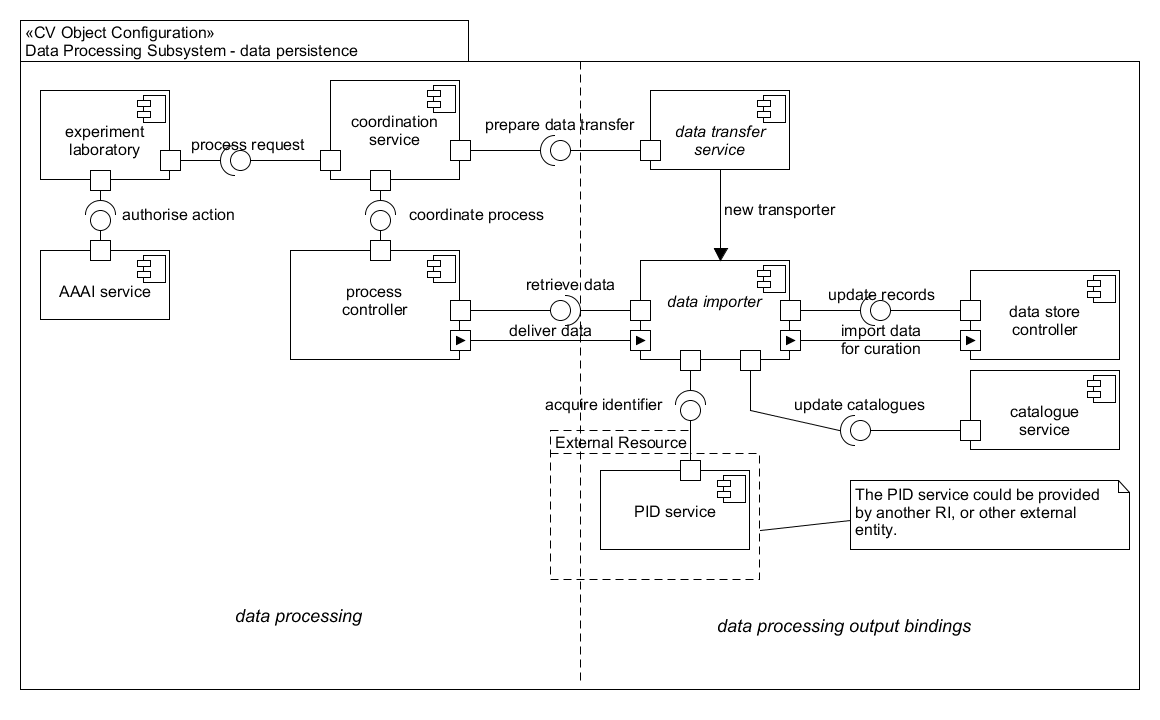 «CV Object Configuration»
Data Processing Subsystem - data persistence
experiment
laboratory
process request
coordination
service
prepare data transfer
data transfer
service
authorise action
coordinate process
new transporter
AAAI service
process
controller
retrieve data
deliver data
data importer
update records
import data
for curation
data store
controller
acquire identifier
update catalogues
catalogue
service
External Resource
PID service
The PID service could be provided
by another RI, or other external
entity.
data processing
data processing output bindings